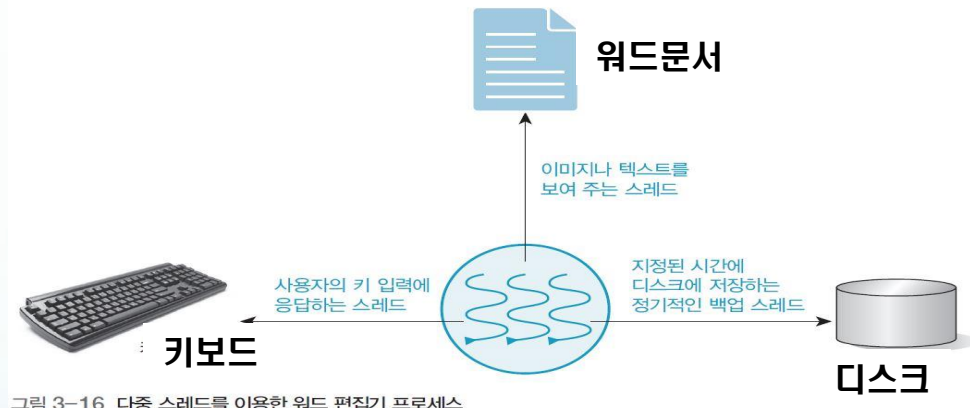 워드문서
이미지나 텍스트를
보여 주는 스레드
사용자의 키 입력에
응답하는 스레드
지정된 시간에
디스크에 저장하는
정기적인 백업 스레드
키보드
디스크
그림 3-16 다중 스레드를 이용한 워드 편집기 프로세스